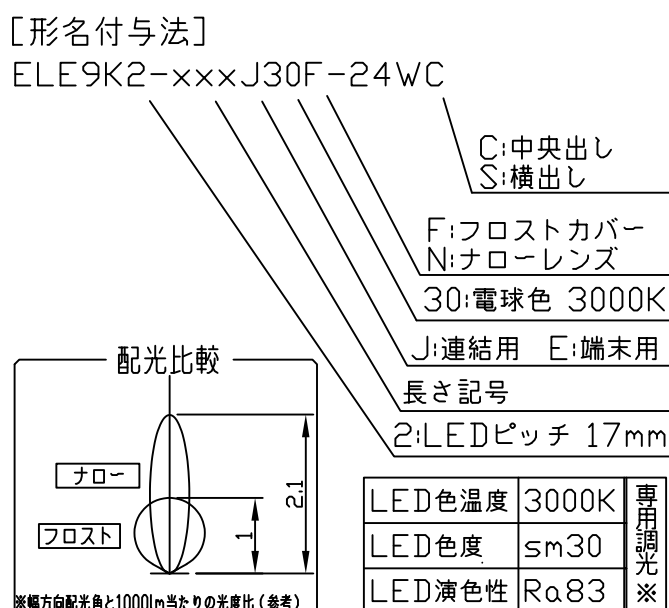 [形名付与法]
ELE9K2-xxxJ30F-24WC
C:中央出し
S:横出し
F:フロストカバー
N:ナローレンズ
30:電球色 3000K
J:連結用 E:端末用
長さ記号
2:LEDピッチ 17mm
配光比較
ナロー
フロスト
2.1
1
※幅方向配光角と1000lm当たりの光度比(参考)
LED色温度 3000K
LED色度 sm30
LED演色性 Ra83
専用調光※